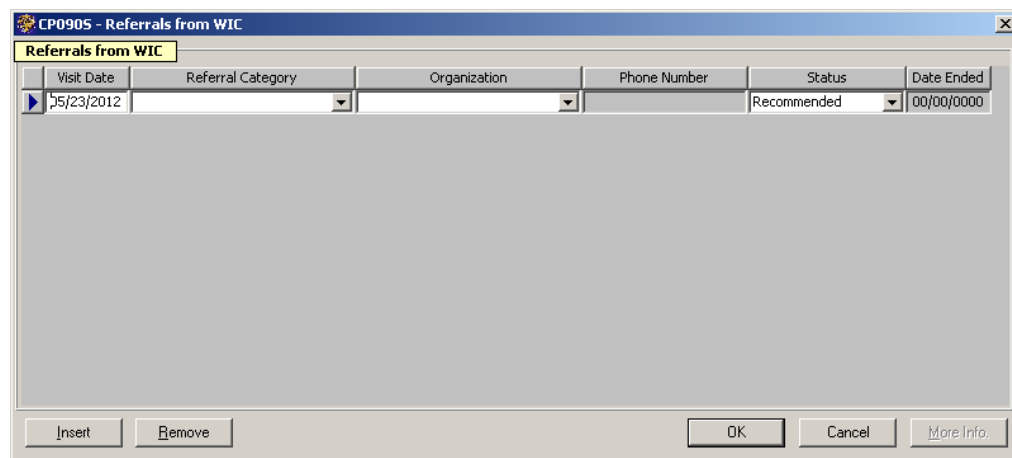 CP090S - Referrals from WIC
Referrals from WIC
Visit Date Referral Category Organization Phone Number Status Date Ended
05/23/2012 Recommended 00/00/0000
Insert Remove OK Cancel More Info.